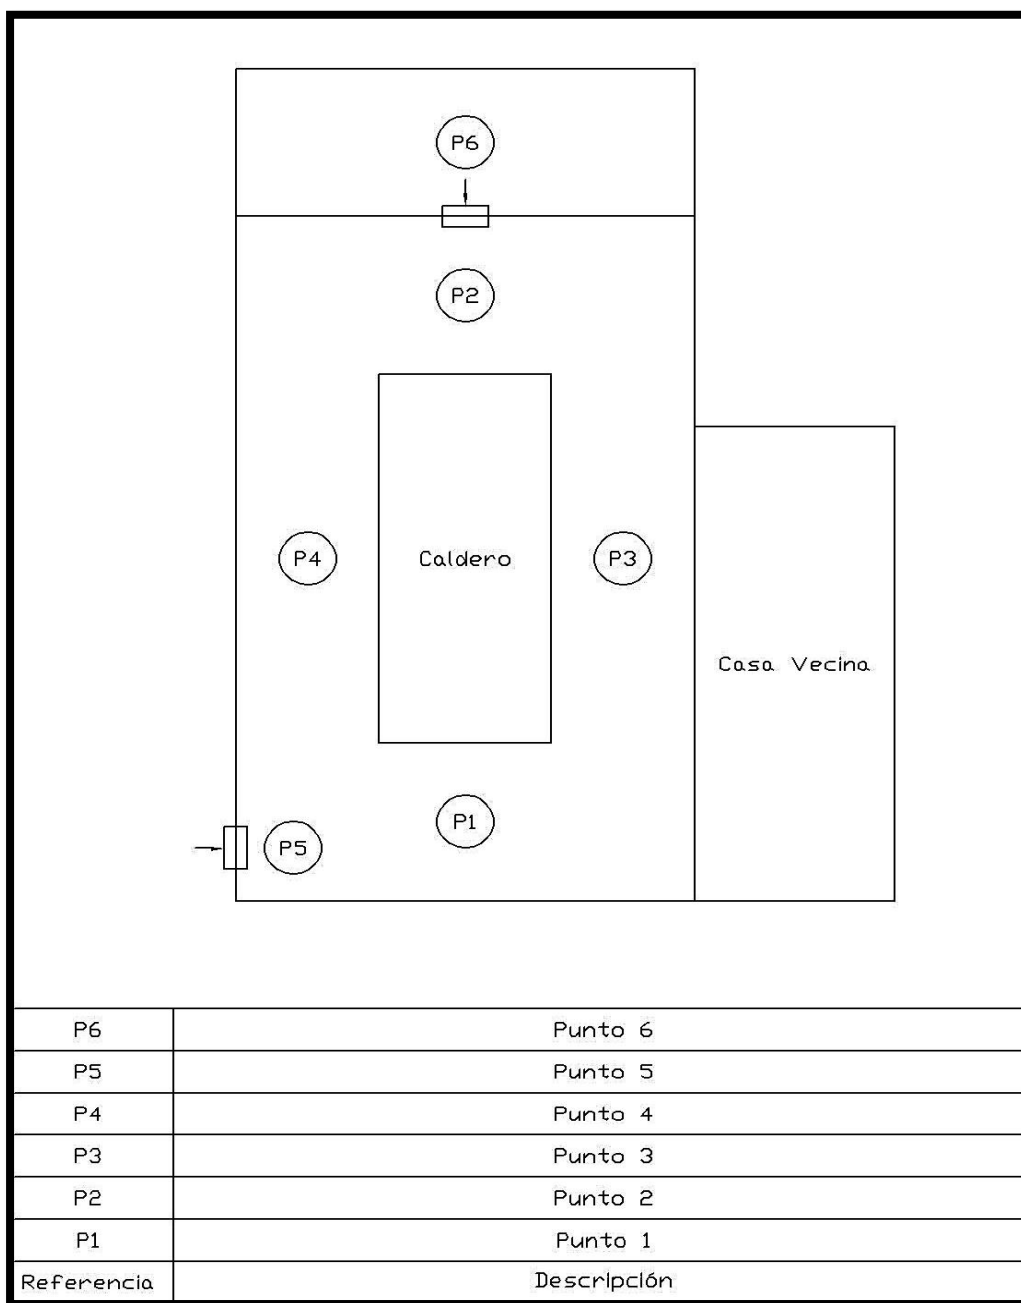 P6
P2
P4 Caldero P3
Casa Vecina
P1
P5
P6 Punto 6
P5 Punto 5
P4 Punto 4
P3 Punto 3
P2 Punto 2
P1 Punto 1
Referencia Descripción